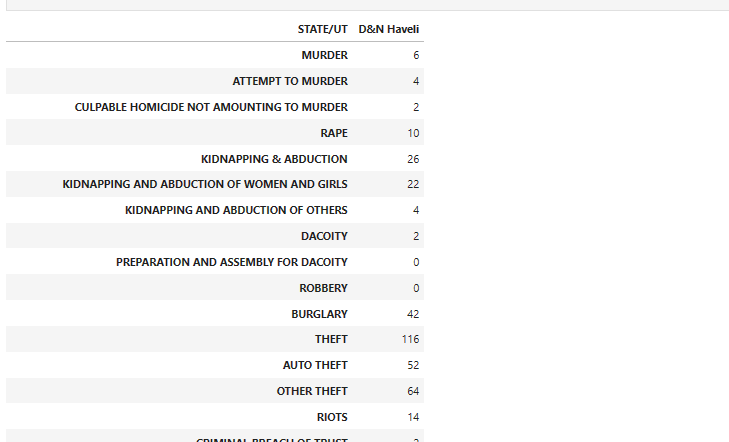 STATE/UT D&N Haveli
MURDER 6
ATTEMPT TO MURDER 4
CULPABLE HOMICIDE NOT AMOUNTING TO MURDER 2
RAPE 10
KIDNAPPING & ABDUCTION 26
KIDNAPPING AND ABDUCTION OF WOMEN AND GIRLS 22
KIDNAPPING AND ABDUCTION OF OTHERS 4
DACOITY 2
PREPARATION AND ASSEMBLY FOR DACOITY 0
ROBBERY 0
BURGLARY 42
THEFT 116
AUTO THEFT 52
OTHER THEFT 64
RIOTS 14
CRIMINAL BREACH OF TRUST